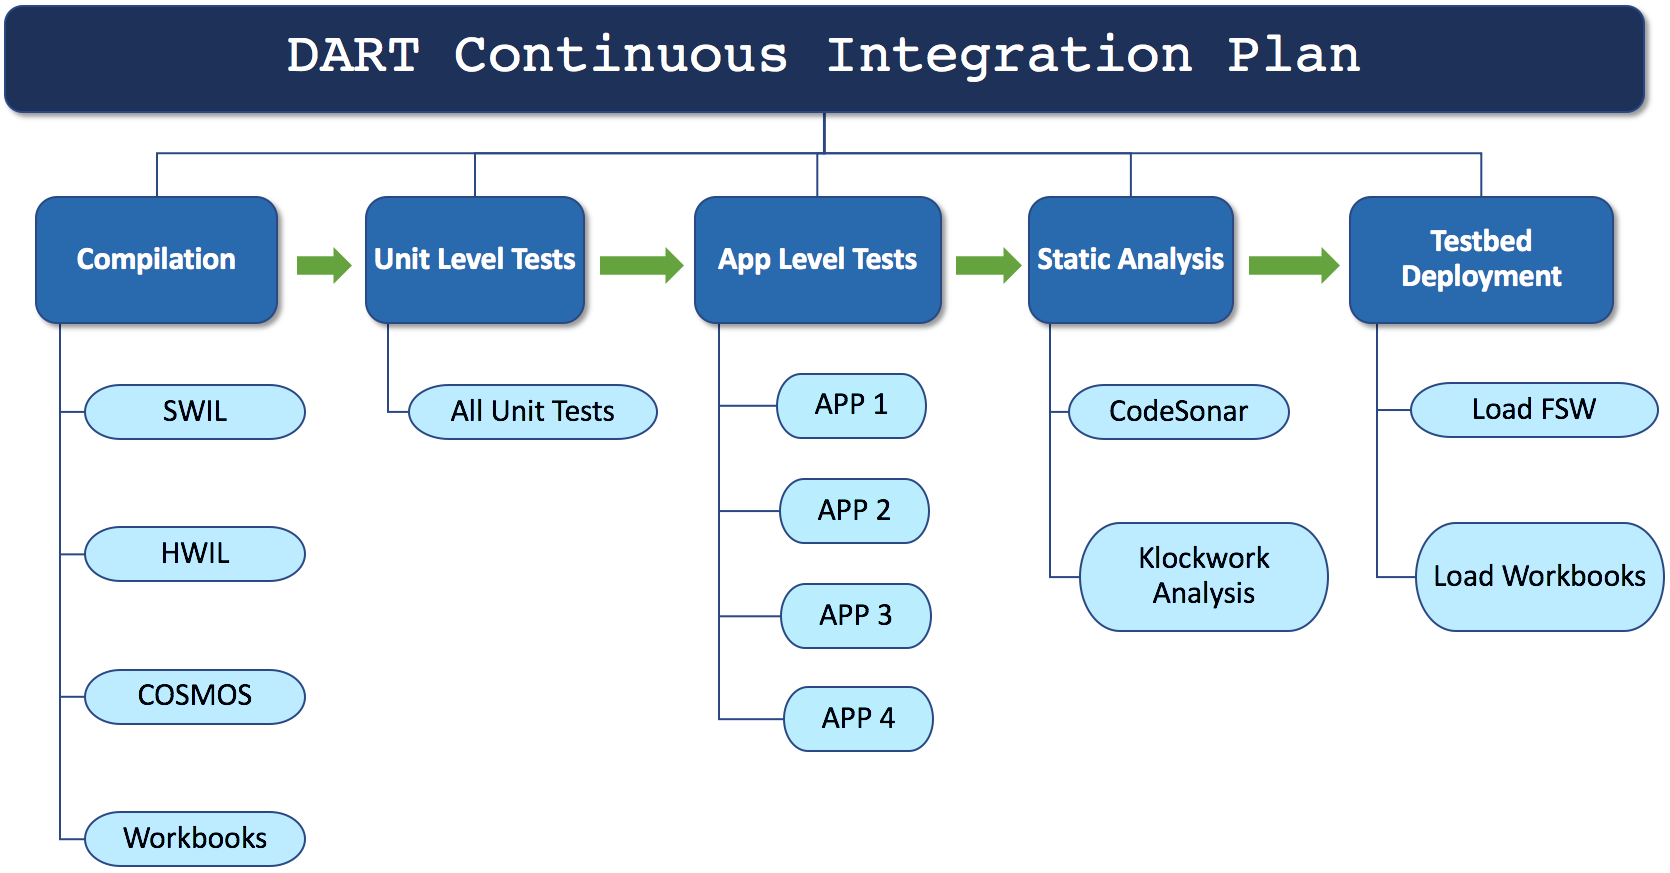 DART Continuous Integration Plan
Compilation
Unit Level Tests
App Level Tests
Static Analysis
Testbed
Deployment
SWIL
HWIL
COSMOS
Workbooks
All Unit Tests
APP 1
APP 2
APP 3
APP 4
CodeSonar
Klockwork
Analysis
Load FSW
Load Workbooks